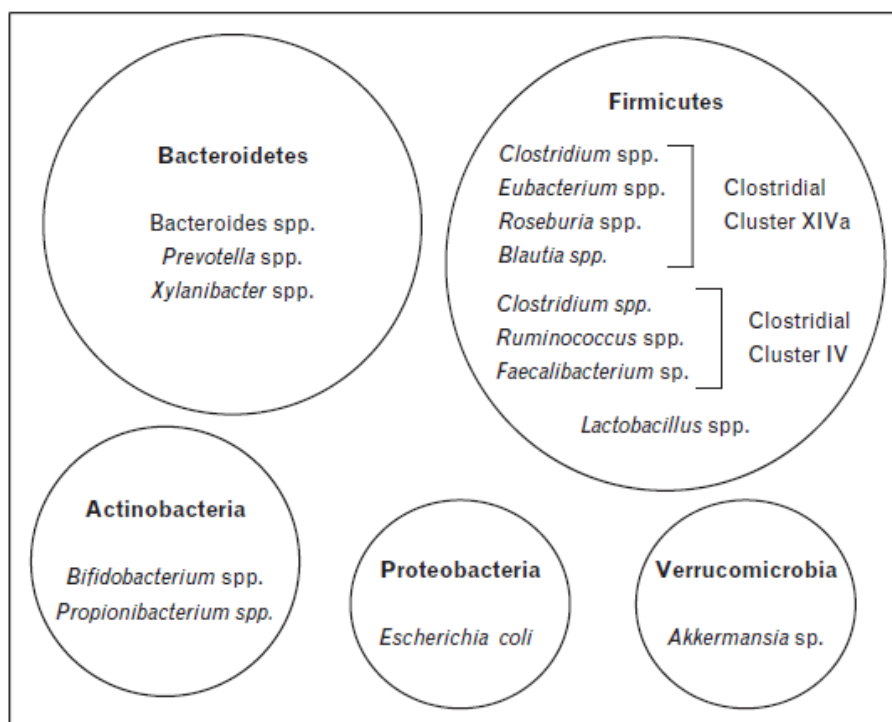 Bacteroidetes
Bacteroides spp.
Prevotella spp.
Xylanibacter spp.
Firmicutes
Clostridium spp.
Eubacterium spp.
Roseburia spp.
Blautia spp.
Clostridial
Cluster XIVa
Clostridium spp.
Ruminococcus spp.
Faecalibacterium sp.
Clostridial
Cluster IV
Lactobacillus spp.
Actinobacteria
Bifidobacterium spp.
Propionibacterium spp.
Proteobacteria
Escherichia coli
Verrucomicrobia
Akkermansia sp.